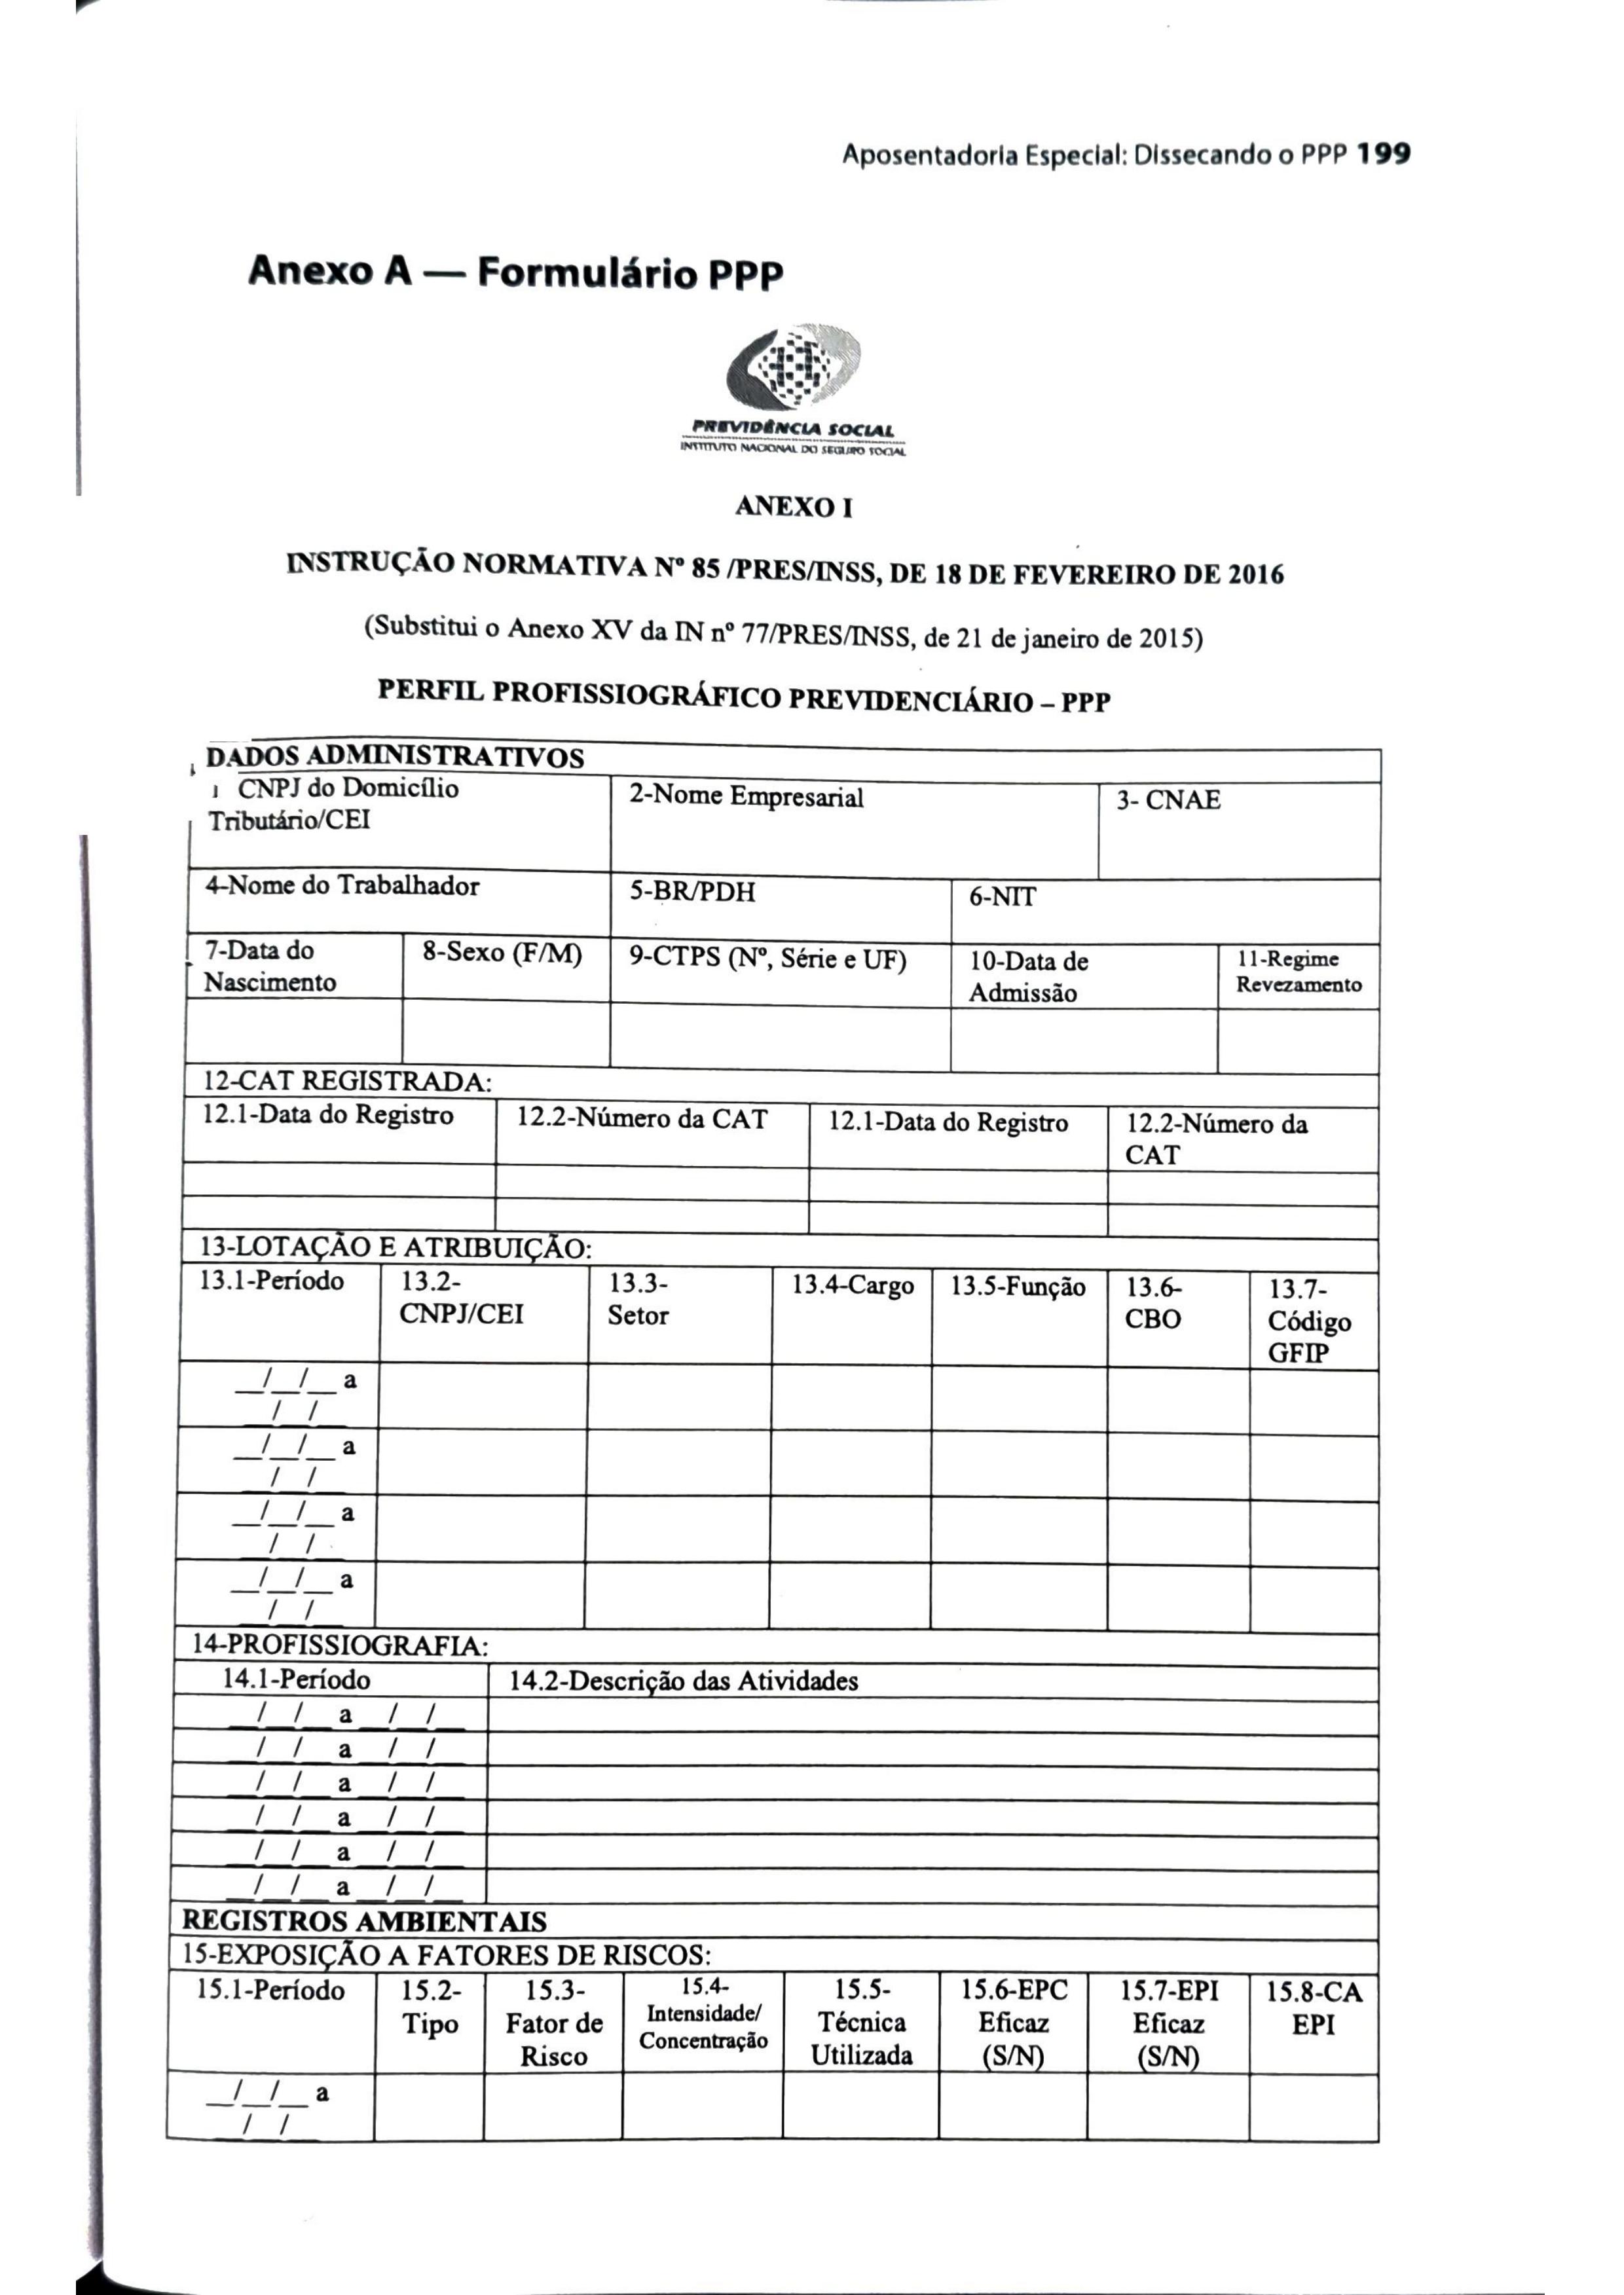 Aposentadoria Especial: Dissecando o PPP 199
Anexo A — Formulário PPP
PREVIDÊNCIA SOCIAL
INSTITUTO NACIONAL DO SEGURO SOCIAL
ANEXO I
INSTRUÇÃO NORMATIVA Nº 85 /PRES/INSS, DE 18 DE FEVEREIRO DE 2016
(Substitui o Anexo XV da IN nº 77/PRES/INSS, de 21 de janeiro de 2015)
PERFIL PROFISSIOGRÁFICO PREVIDENCIÁRIO – PPP
DADOS ADMINISTRATIVOS
1 CNPJ do Domicílio
Tributário/CEI
2-Nome Empresarial
3- CNAE
4-Nome do Trabalhador
5-BR/PDH
6-NIT
7-Data do
Nascimento
8-Sexo (F/M)
9-CTPS (Nº, Série e UF)
10-Data de
Admissão
11-Regime
Revezamento
12-CAT REGISTRADA:
12.1-Data do Registro
12.2-Número da CAT
12.1-Data do Registro
12.2-Número da
CAT
13-LOTAÇÃO E ATRIBUIÇÃO:
13.1-Período
13.2-
CNPJ/CEI
13.3-
Setor
13.4-Cargo
13.5-Função
13.6-
CBO
13.7-
Código
GFIP
__/__/__ a
__/__/__
__/__/__ a
__/__/__
__/__/__ a
__/__/__
__/__/__ a
__/__/__
14-PROFISSIOGRAFIA:
14.1-Período
14.2-Descrição das Atividades
__/__/__ a __/__/__
__/__/__ a __/__/__
__/__/__ a __/__/__
__/__/__ a __/__/__
__/__/__ a __/__/__
__/__/__ a __/__/__
REGISTROS AMBIENTAIS
15-EXPOSIÇÃO A FATORES DE RISCOS:
15.1-Período
15.2-
Tipo
15.3-
Fator de
Risco
15.4-
Intensidade/
Concentração
15.5-
Técnica
Utilizada
15.6-EPC
Eficaz
(S/N)
15.7-EPI
Eficaz
(S/N)
15.8-CA
EPI
__/__/__ a
__/__/__